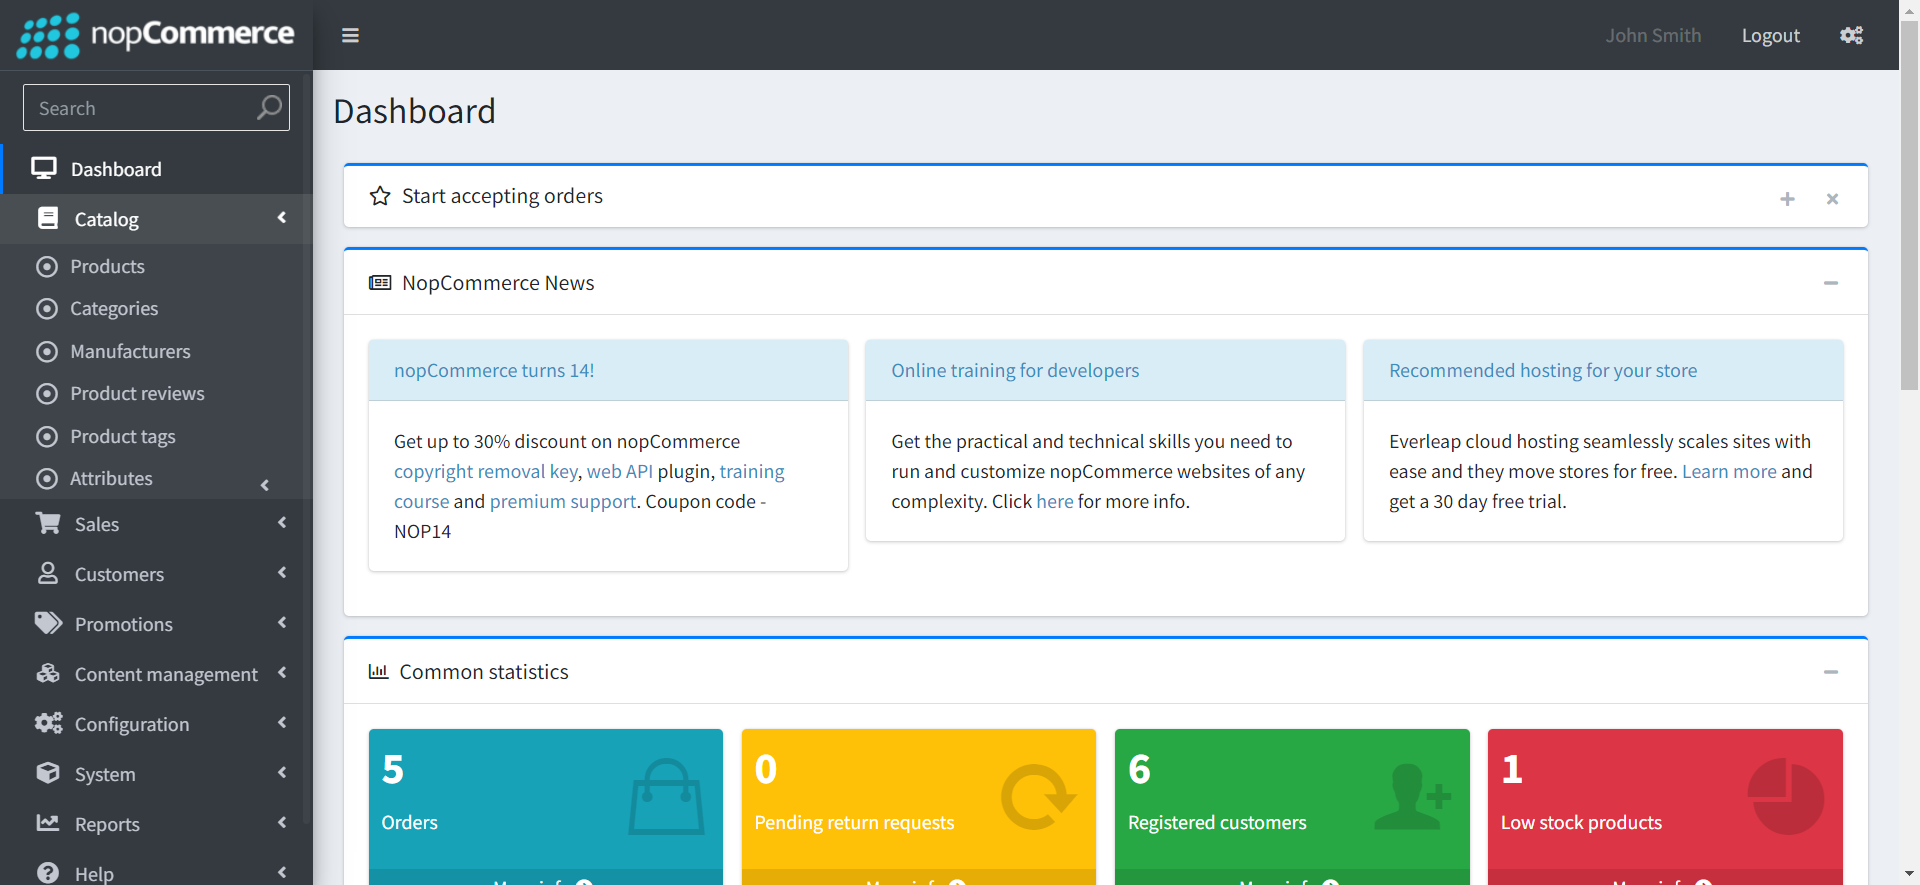 nopCommerce
John Smith
Logout
Search
Dashboard
Catalog
Products
Categories
Manufacturers
Product reviews
Product tags
Attributes
Sales
Customers
Promotions
Content management
Configuration
System
Reports
Help
Dashboard
Start accepting orders
NopCommerce News
nopCommerce turns 14!
Get up to 30% discount on nopCommerce
copyright removal key, web API plugin, training
course and premium support. Coupon code -
NOP14
Online training for developers
Get the practical and technical skills you need to
run and customize nopCommerce websites of any
complexity. Click here for more info.
Recommended hosting for your store
Everleap cloud hosting seamlessly scales sites with
ease and they move stores for free. Learn more and
get a 30 day free trial.
Common statistics
5
Orders
0
Pending return requests
6
Registered customers
1
Low stock products